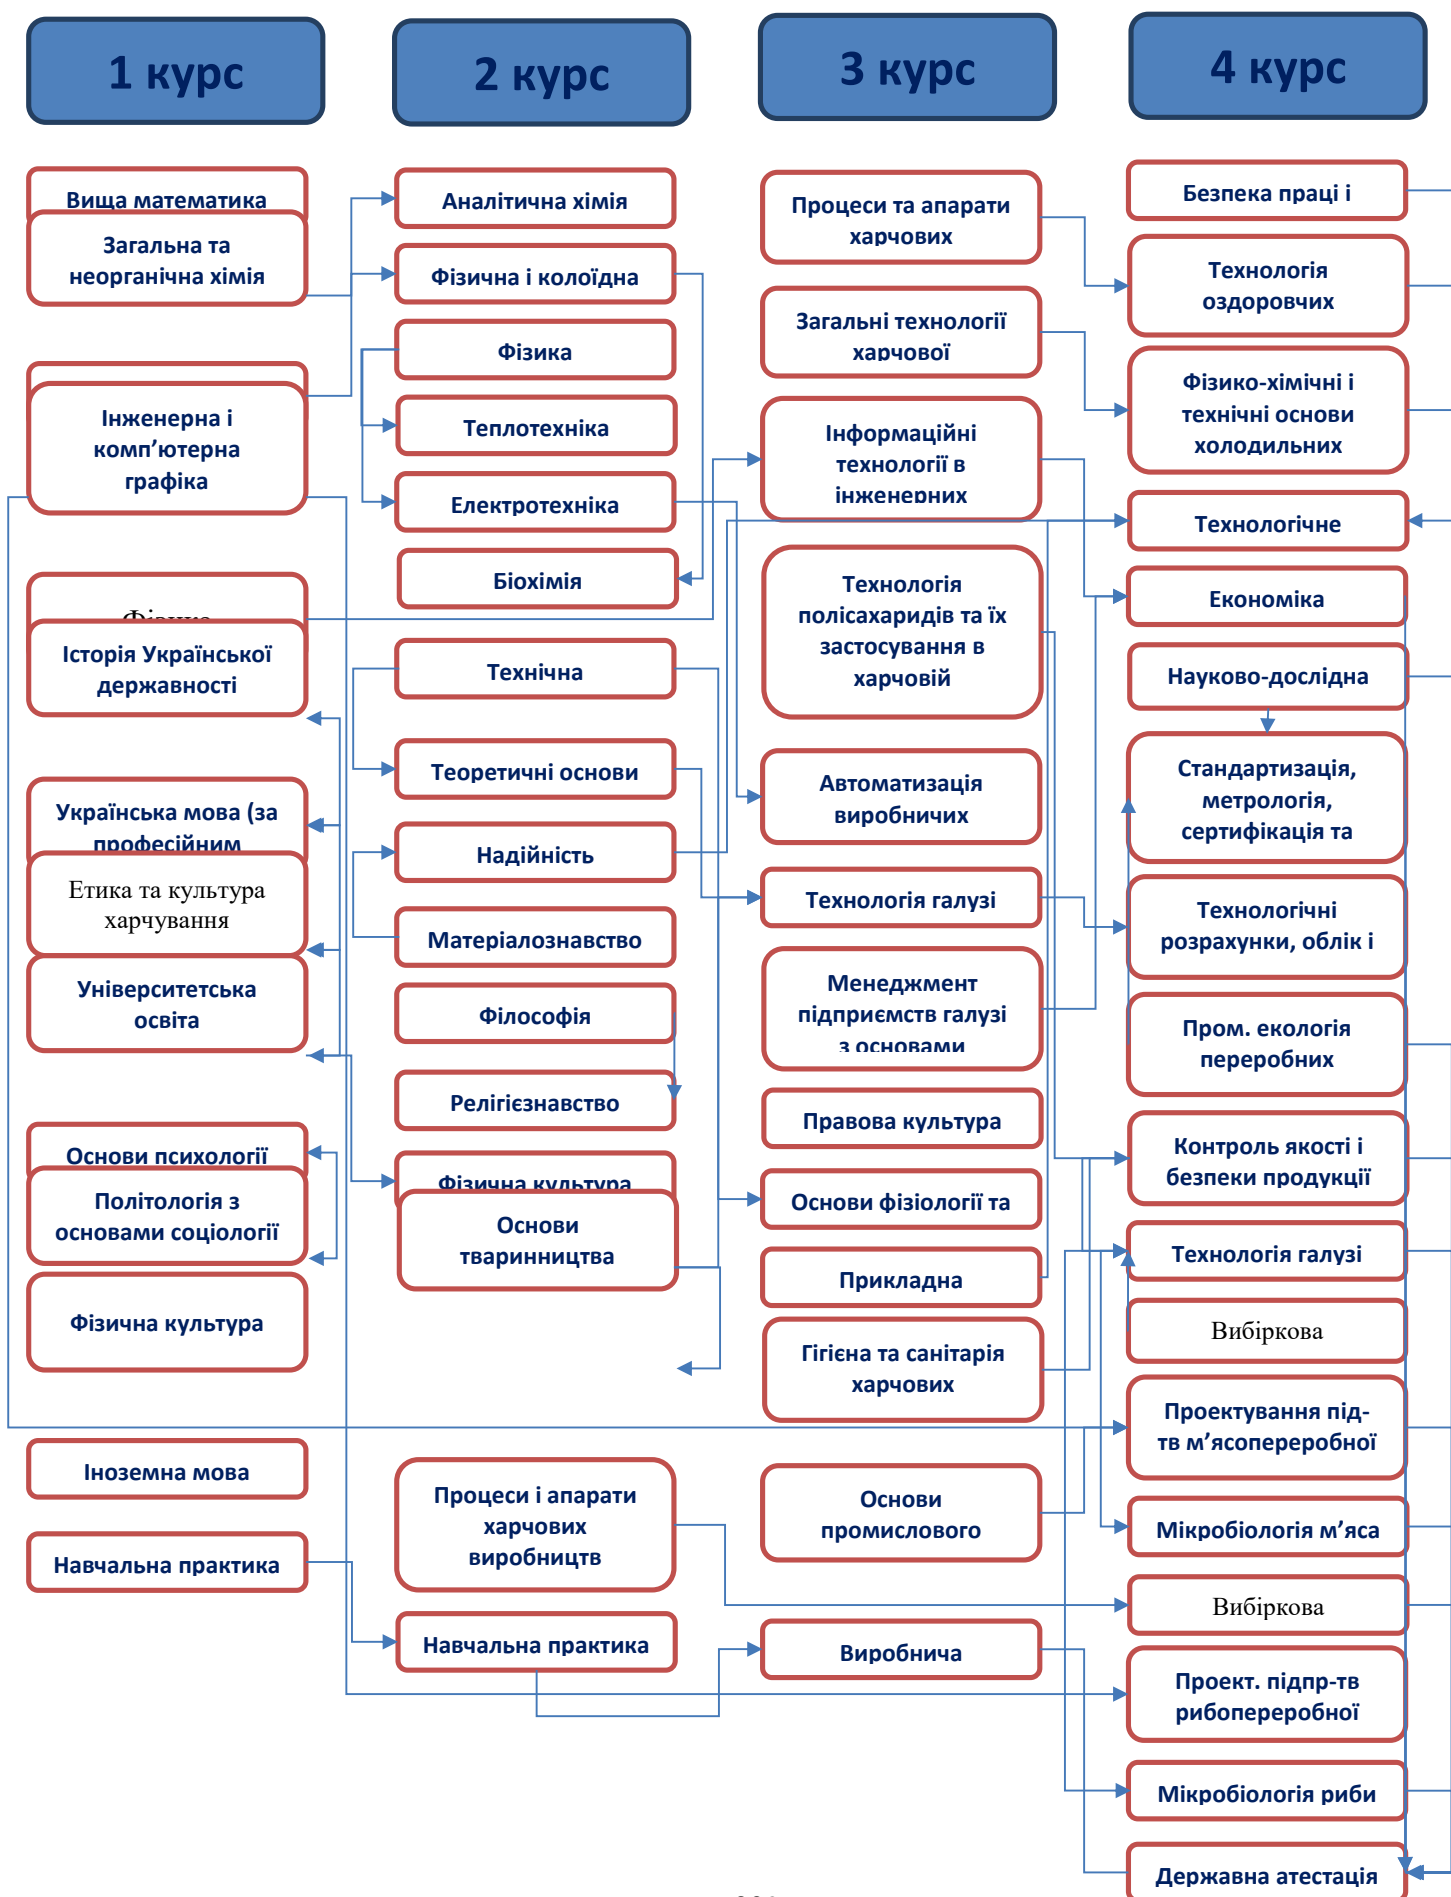 1 курс
2 курс
3 курс
4 курс
Вища математика
Загальна та
неорганічна хімія
Інженерна і
комп’ютерна
графіка
Історія Української
державності
Українська мова (за
професійним
Етика та культура
харчування
Університетська
освіта
Основи психології
Політологія з
основами соціології
Фізична культура
Іноземна мова
Навчальна практика
Аналітична хімія
Фізична і колоїдна
Фізика
Теплотехніка
Електротехніка
Біохімія
Технічна
Теоретичні основи
Надійність
Матеріалознавство
Філософія
Релігієзнавство
Фізична культура
Основи
тваринництва
Процеси і апарати
харчових
виробництв
Навчальна практика
Процеси та апарати
харчових
Загальні технології
харчової
Інформаційні
технології в
інженерних
Технологія
полісахаридів та їх
застосування в
харчовій
Автоматизація
виробничих
Технологія галузі
Менеджмент
підприємств галузі
з основами
Правова культура
Основи фізіології та
Прикладна
Гігієна та санітарія
харчових
Основи
промислового
Виробнича
Безпека праці і
Технологія
оздоровчих
Фізико-хімічні і
технічні основи
холодильних
Технологічне
Економіка
Науково-дослідна
Стандартизація,
метрологія,
сертифікація та
Технологічні
розрахунки, облік і
Пром. екологія
переробних
Контроль якості і
безпеки продукції
Технологія галузі
Вибіркова
Проектування під-
тв м’ясопереробної
Мікробіологія м’яса
Вибіркова
Проект. підпр-тв
рибопереробної
Мікробіологія риби
Державна атестація